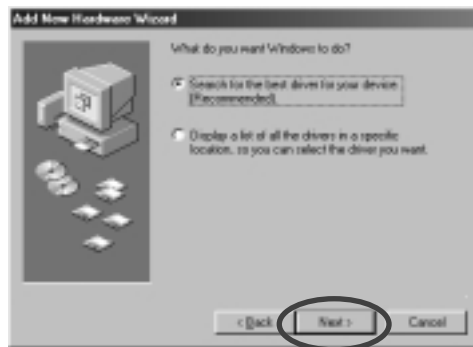 Add New Hardware Wizard
What do you want Windows to do?
Search for the best driver for your device.
(Recommended).
Display a list of all the drivers in a specific
location, so you can select the driver you want.
< Back
Next >
Cancel